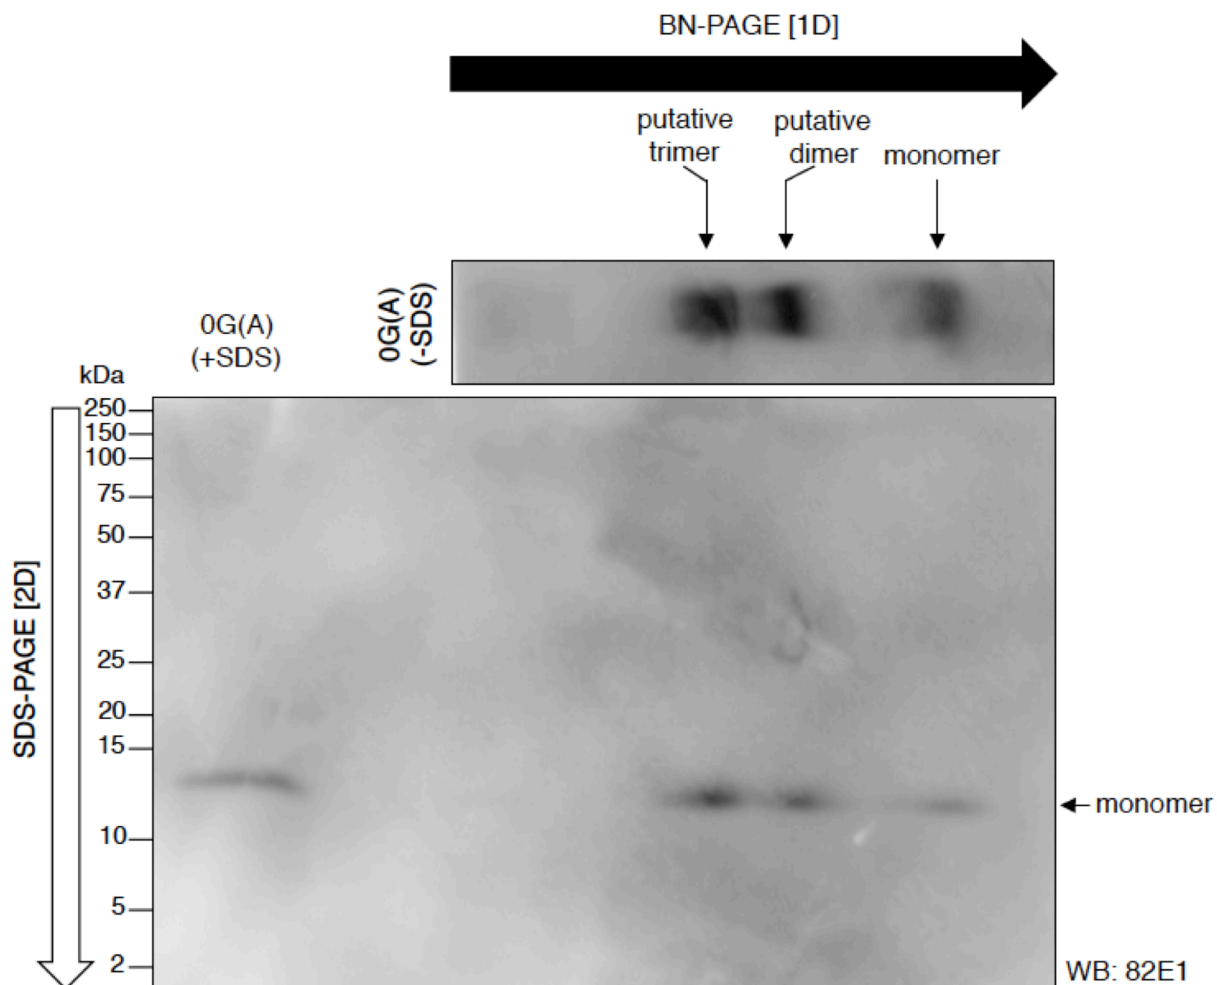 BN-PAGE [1D]
putative
trimer
putative
dimer
monomer
0G(A)
(-SDS)
0G(A)
(+SDS)
kDa
250
150
100
75
50
37
25
20
15
10
5
2
SDS-PAGE [2D]
monomer
WB: 82E1